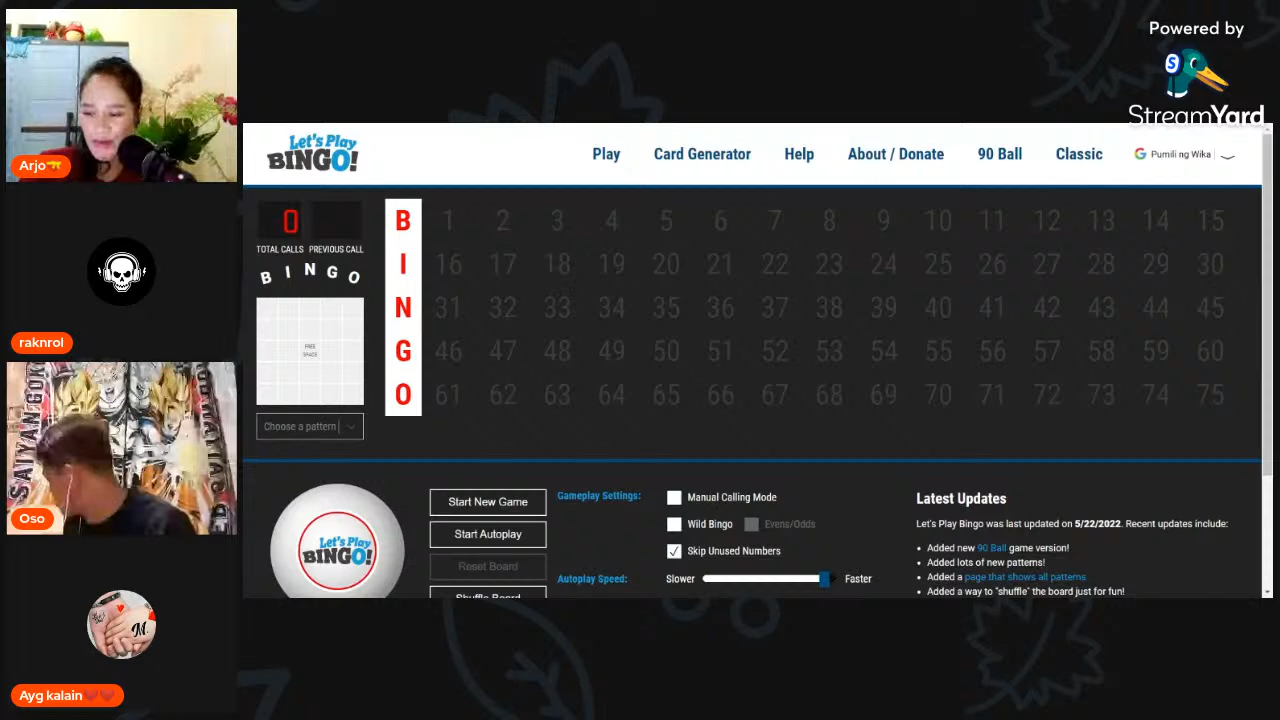 Powered by
StreamYard
Arjo
raknrol
SAIYAN GOKU
Oso
M.
Ayg kalain
Let's Play
BINGO!
Play
Card Generator
Help
About / Donate
90 Ball
Classic
G Pumili ng Wika
0
TOTAL CALLS
PREVIOUS CALL
BINGO
FREE
SPACE
Choose a pattern
B 1 2 3 4 5 6 7 8 9 10 11 12 13 14 15
I 16 17 18 19 20 21 22 23 24 25 26 27 28 29 30
N 31 32 33 34 35 36 37 38 39 40 41 42 43 44 45
G 46 47 48 49 50 51 52 53 54 55 56 57 58 59 60
O 61 62 63 64 65 66 67 68 69 70 71 72 73 74 75
Let's Play
BINGO!
Start New Game
Start Autoplay
Reset Board
Shuffle Board
Gameplay Settings:
Manual Calling Mode
Wild Bingo
Evens/Odds
Skip Unused Numbers
Autoplay Speed:
Slower
Faster
Latest Updates
Let's Play Bingo was last updated on 5/22/2022. Recent updates include:
• Added new 90 Ball game version!
• Added lots of new patterns!
• Added a page that shows all patterns
• Added a way to "shuffle" the board just for fun!